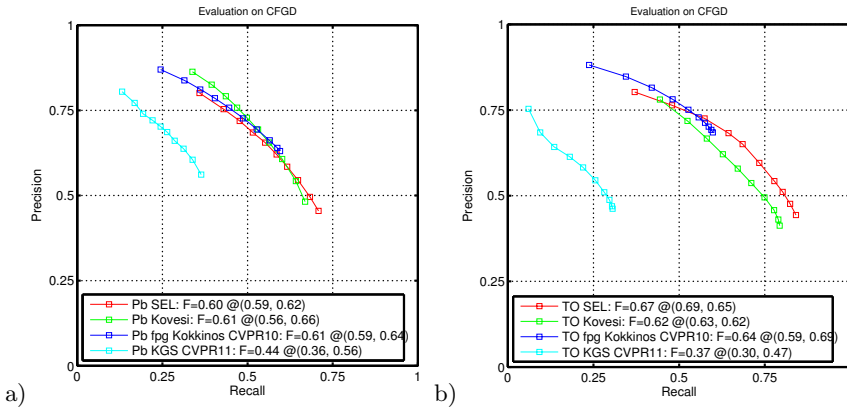 Evaluation on CFGD
1
0.75
0.5
0.25
0
0
0.25
0.5
0.75
1
Precision
Recall
Pb SEL: F=0.60 @(0.59, 0.62)
Pb Kovesi: F=0.61 @(0.56, 0.66)
Pb fpg Kokkinos CVPR10: F=0.61 @(0.59, 0.64)
Pb KGS CVPR11: F=0.44 @(0.36, 0.56)
a)
Evaluation on CFGD
1
0.75
0.5
0.25
0
0
0.25
0.5
0.75
Precision
Recall
TO SEL: F=0.67 @(0.69, 0.65)
TO Kovesi: F=0.62 @(0.63, 0.62)
TO fpg Kokkinos CVPR10: F=0.64 @(0.59, 0.69)
TO KGS CVPR11: F=0.37 @(0.30, 0.47)
b)